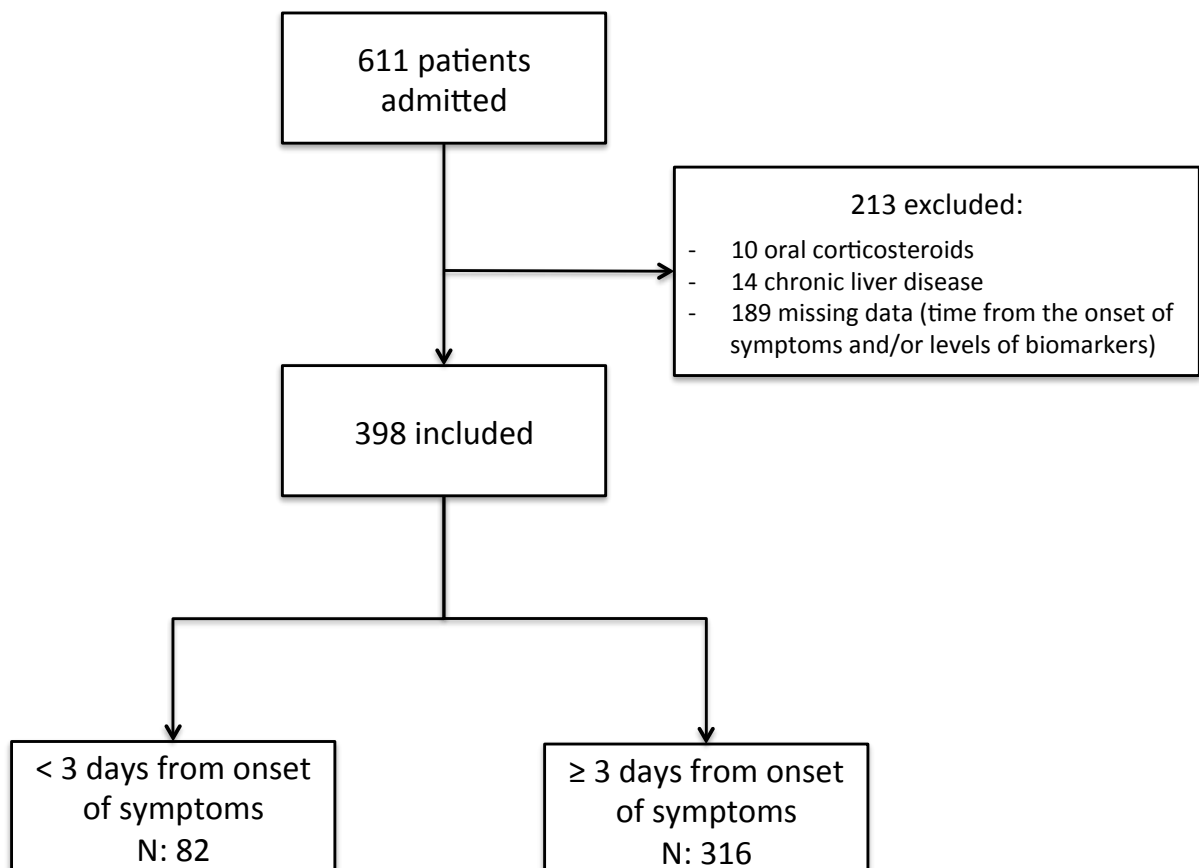 611 patients
admitted
213 excluded:
- 10 oral corticosteroids
- 14 chronic liver disease
- 189 missing data (time from the onset of
symptoms and/or levels of biomarkers)
398 included
< 3 days from onset
of symptoms
N: 82
≥ 3 days from onset
of symptoms
N: 316